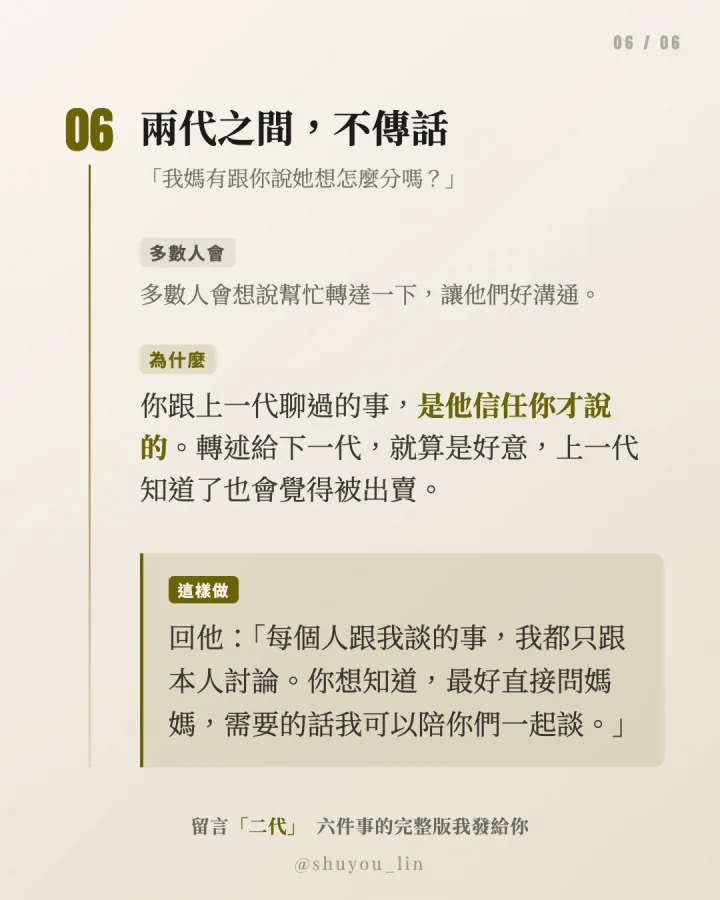 06 / 06
06 兩代之間，不傳話
「我媽有跟你說她想怎麼分嗎？」
多數人會
多數人會想說幫忙轉達一下，讓他們好溝通。
為什麼
你跟上一代聊過的事，是他信任你才說
的。轉述給下一代，就算是好意，上一代
知道了也會覺得被出賣。
這樣做
回他：「每個人跟我談的事，我都只跟
本人討論。你想知道，最好直接問媽
媽，需要的話我可以陪你們一起談。」
留言「二代」 六件事的完整版我發給你
@shuyou_lin